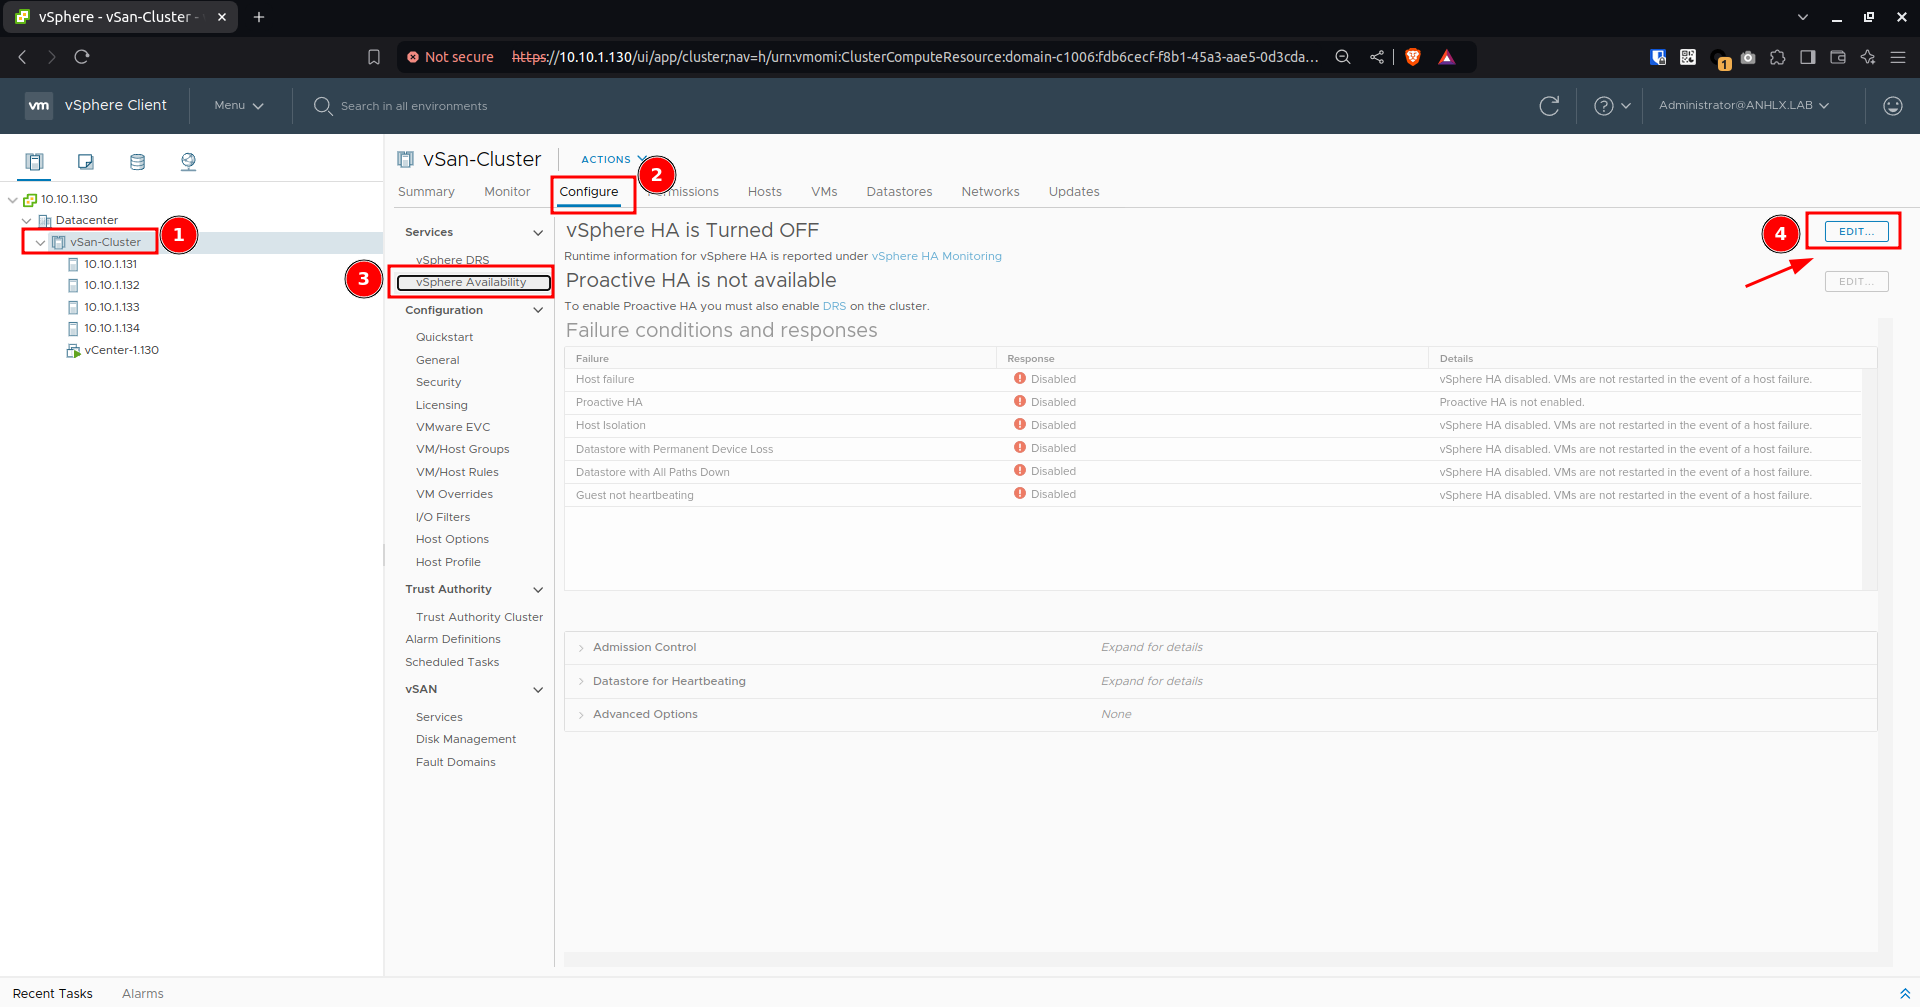 vSphere - vSan-Cluster -
Not secure https://10.10.1.130/ui/app/cluster;nav=h/urn:vmomi:ClusterComputeResource:domain-c1006:fdb6cecf-f8b1-45a3-aae5-0d3cda...
1
vm vSphere Client Menu Search in all environments Administrator@ANHLX.LAB
10.10.1.130
Datacenter
vSan-Cluster 1
10.10.1.131
10.10.1.132
10.10.1.133
10.10.1.134
vCenter-1.130
vSan-Cluster ACTIONS
2
Summary Monitor Configure Permissions Hosts VMs Datastores Networks Updates
Services
vSphere DRS
3 vSphere Availability
Configuration
Quickstart
General
Security
Licensing
VMware EVC
VM/Host Groups
VM/Host Rules
VM Overrides
I/O Filters
Host Options
Host Profile
Trust Authority
Trust Authority Cluster
Alarm Definitions
Scheduled Tasks
vSAN
Services
Disk Management
Fault Domains
vSphere HA is Turned OFF 4 EDIT...
Runtime information for vSphere HA is reported under vSphere HA Monitoring
Proactive HA is not available EDIT...
To enable Proactive HA you must also enable DRS on the cluster.
Failure conditions and responses
Failure Response Details
Host failure Disabled vSphere HA disabled. VMs are not restarted in the event of a host failure.
Proactive HA Disabled Proactive HA is not enabled.
Host Isolation Disabled vSphere HA disabled. VMs are not restarted in the event of a host failure.
Datastore with Permanent Device Loss Disabled vSphere HA disabled. VMs are not restarted in the event of a host failure.
Datastore with All Paths Down Disabled vSphere HA disabled. VMs are not restarted in the event of a host failure.
Guest not heartbeating Disabled vSphere HA disabled. VMs are not restarted in the event of a host failure.
Admission Control Expand for details
Datastore for Heartbeating Expand for details
Advanced Options None
Recent Tasks Alarms